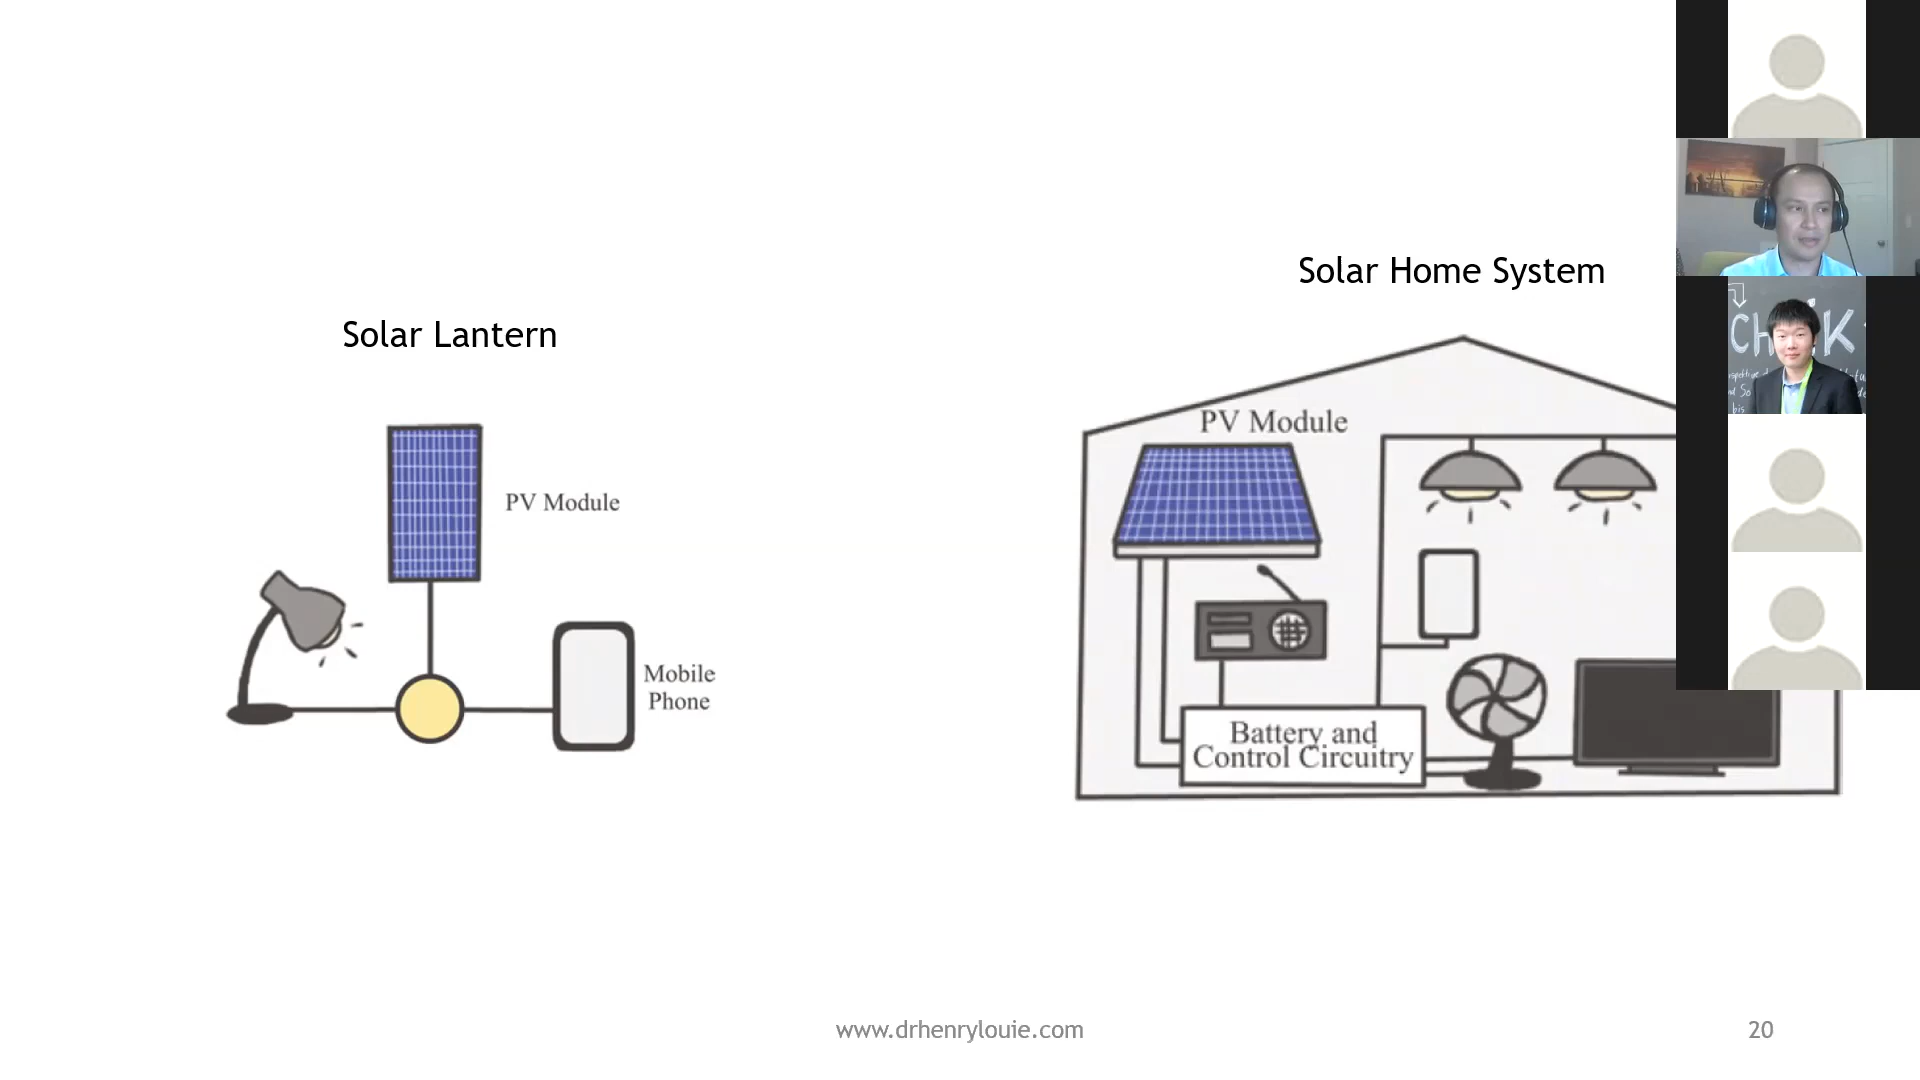 Solar Lantern
PV Module
Mobile
Phone
Solar Home System
PV Module
Battery and
Control Circuitry
www.drhenrylouie.com
20